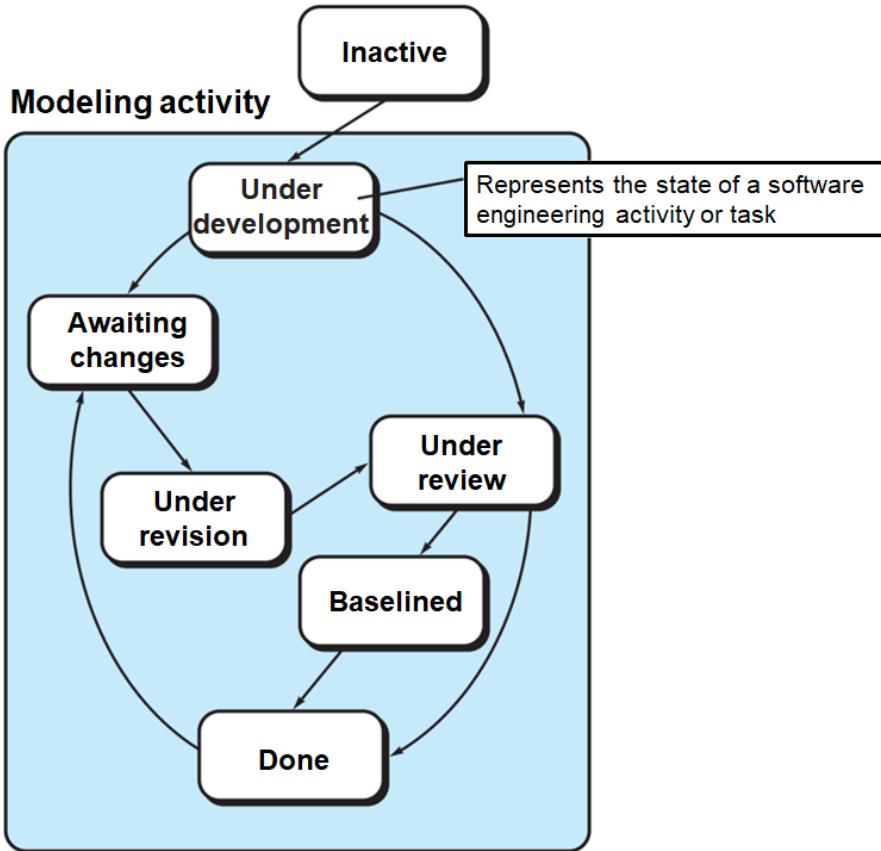 Inactive
Modeling activity
Under
development
Represents the state of a software
engineering activity or task
Awaiting
changes
Under
review
Under
revision
Baselined
Done